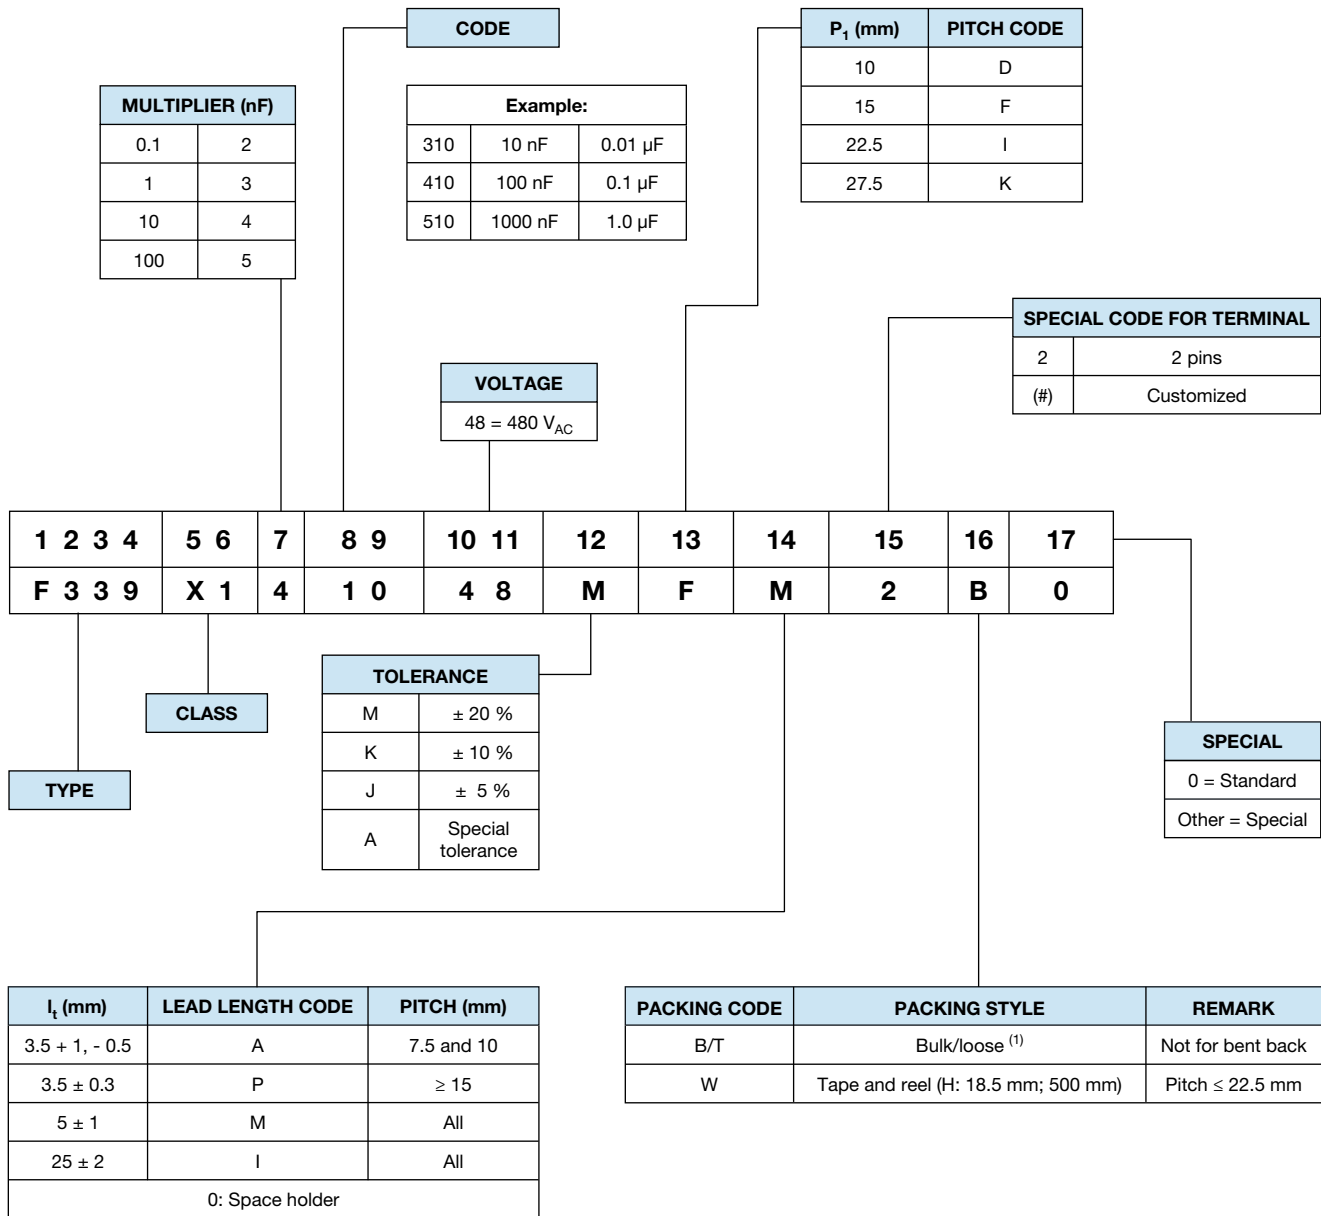 CODE
P1 (mm) PITCH CODE
10 D
15 F
22.5 I
27.5 K
MULTIPLIER (nF)
0.1 2
1 3
10 4
100 5
Example:
310 10 nF 0.01 µF
410 100 nF 0.1 µF
510 1000 nF 1.0 µF
SPECIAL CODE FOR TERMINAL
2 2 pins
(#) Customized
VOLTAGE
48 = 480 VAC
1 2 3 4 5 6 7 8 9 10 11 12 13 14 15 16 17
F 3 3 9 X 1 4 1 0 4 8 M F M 2 B 0
TOLERANCE
M ± 20 %
K ± 10 %
J ± 5 %
A Special tolerance
CLASS
TYPE
SPECIAL
0 = Standard
Other = Special
It (mm) LEAD LENGTH CODE PITCH (mm)
3.5 + 1, - 0.5 A 7.5 and 10
3.5 ± 0.3 P ≥ 15
5 ± 1 M All
25 ± 2 I All
0: Space holder
PACKING CODE PACKING STYLE REMARK
B/T Bulk/loose (1) Not for bent back
W Tape and reel (H: 18.5 mm; 500 mm) Pitch ≤ 22.5 mm